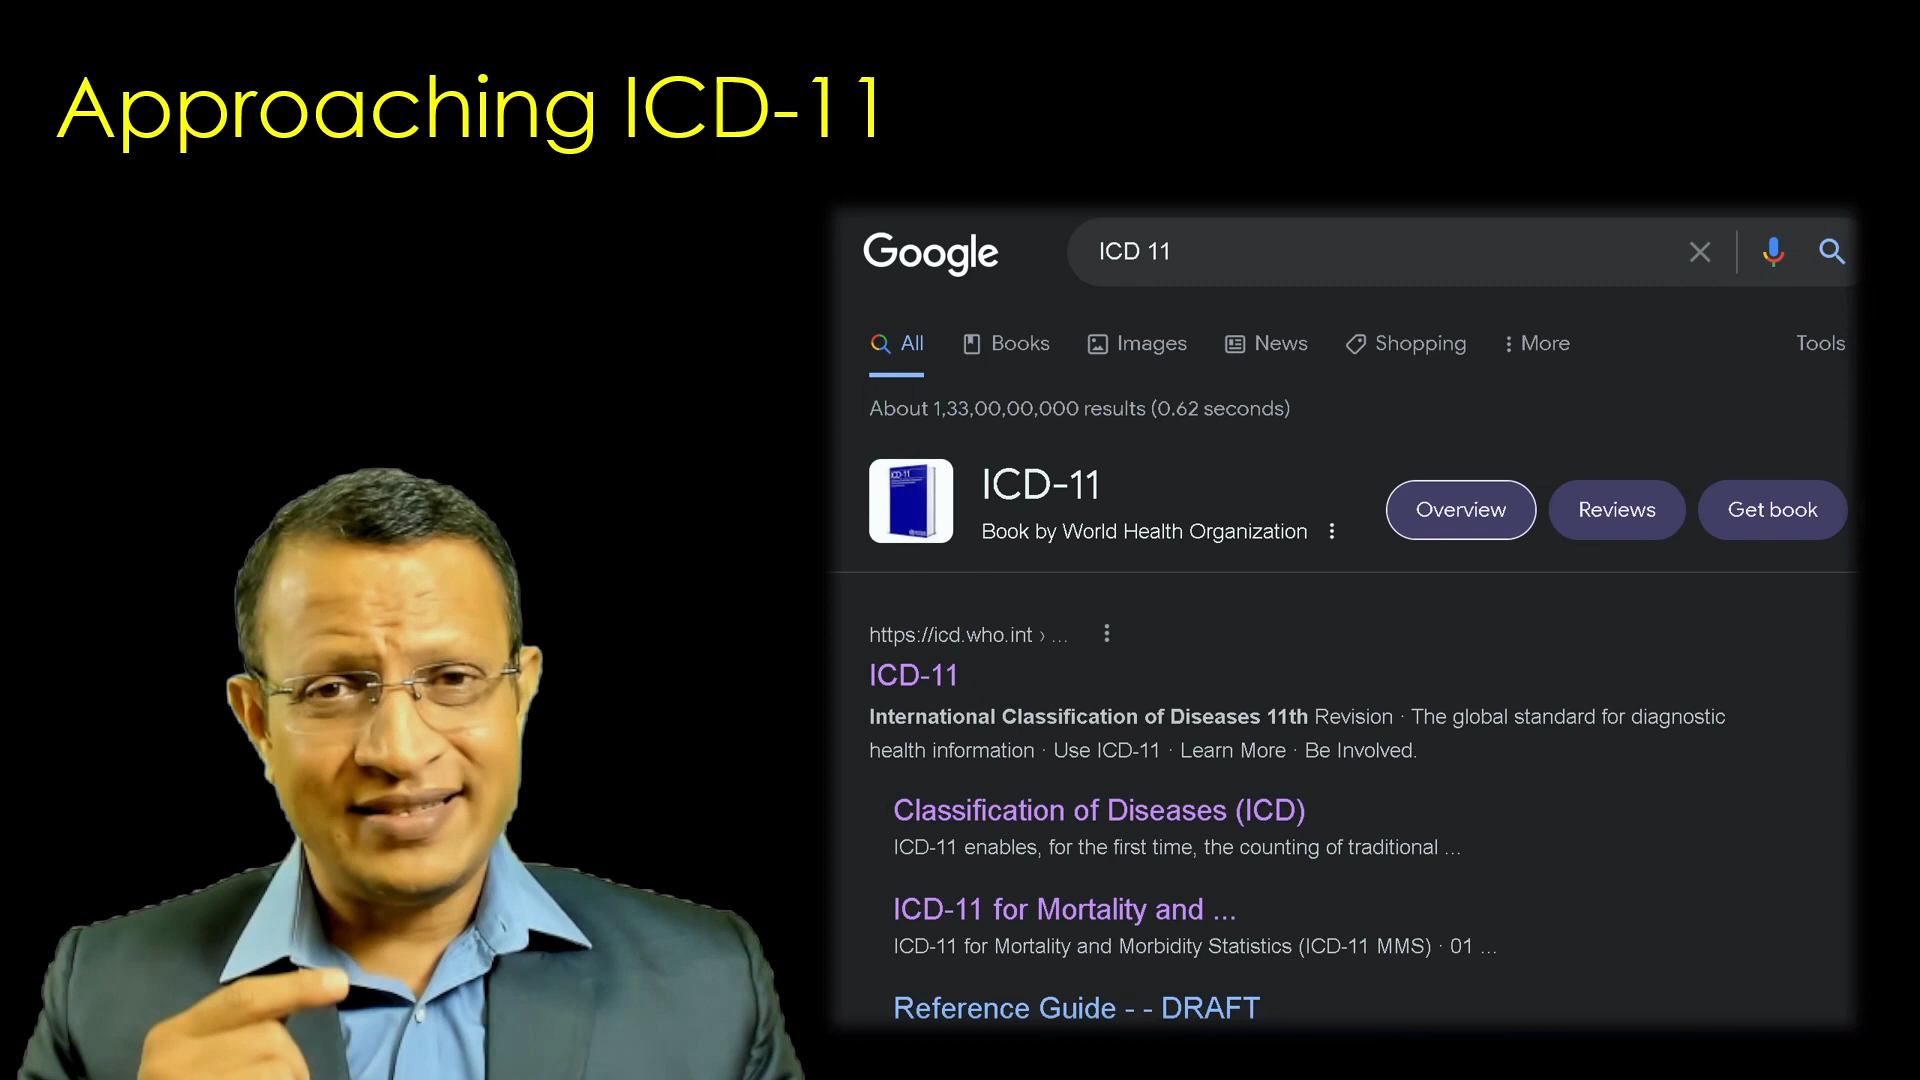 Approaching ICD-11
Google
ICD 11
All Books Images News Shopping More Tools
About 1,33,00,00,000 results (0.62 seconds)
ICD-11
ICD-11
Book by World Health Organization
Overview Reviews Get book
https://icd.who.int › ...
ICD-11
International Classification of Diseases 11th Revision · The global standard for diagnostic
health information · Use ICD-11 · Learn More · Be Involved.
Classification of Diseases (ICD)
ICD-11 enables, for the first time, the counting of traditional ...
ICD-11 for Mortality and ...
ICD-11 for Mortality and Morbidity Statistics (ICD-11 MMS) · 01 ...
Reference Guide - - DRAFT